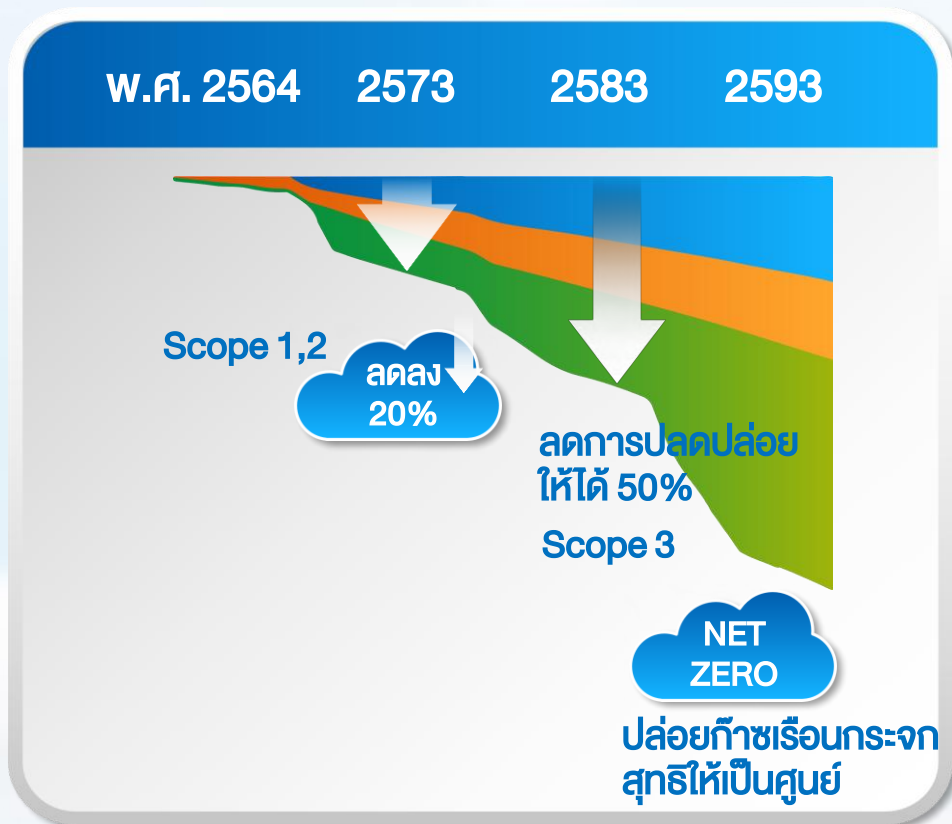 พ.ศ. 2564 2573 2583 2593
Scope 1,2
ลดลง
20%
ลดการปลดปล่อย
ให้ได้ 50%
Scope 3
NET
ZERO
ปล่อยก๊าซเรือนกระจก
สุทธิให้เป็นศูนย์